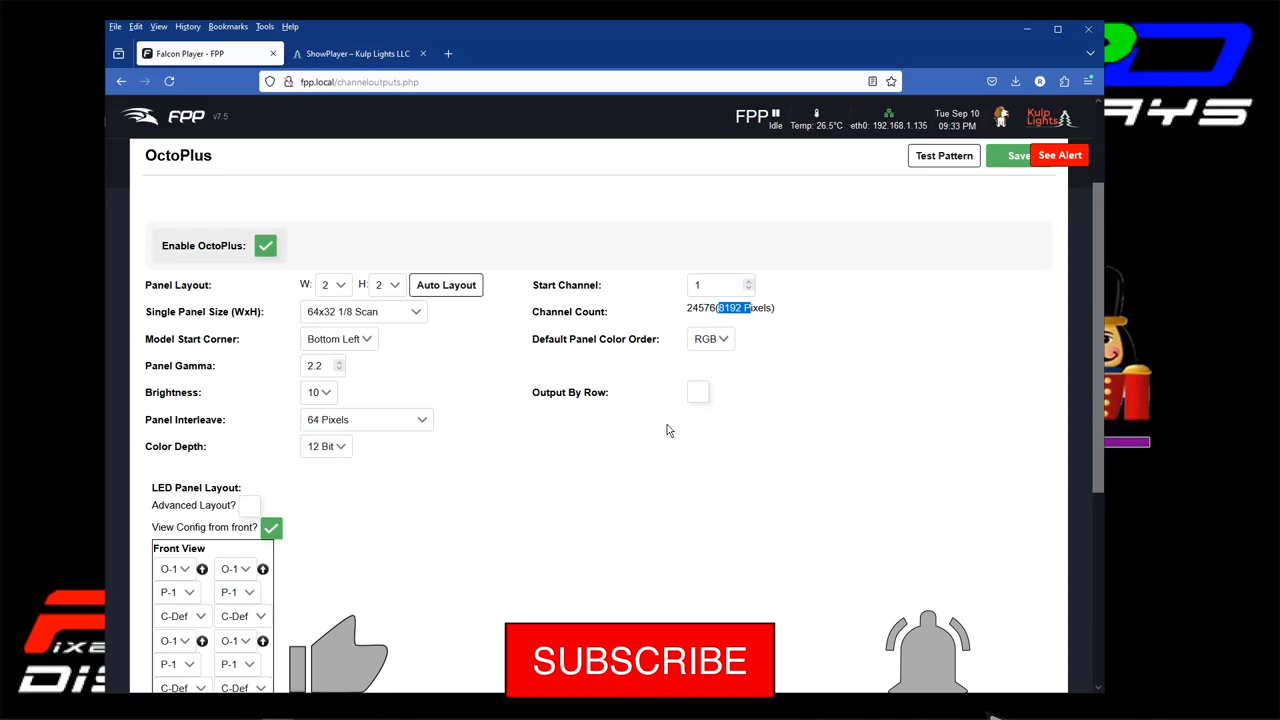 File Edit View History Bookmarks Tools Help
Falcon Player - FPP
ShowPlayer – Kulp Lights LLC
fpp.local/channeloutputs.php
FPP v7.5
FPP
Idle
Temp: 26.5°C
eth0: 192.168.1.135
Tue Sep 10
09:33 PM
Kulp
Lights
OctoPlus
Test Pattern
Save
See Alert
Enable OctoPlus:
Panel Layout: W: 2 H: 2 Auto Layout
Start Channel: 1
Single Panel Size (WxH): 64x32 1/8 Scan
Channel Count: 24576(8192 Pixels)
Model Start Corner: Bottom Left
Default Panel Color Order: RGB
Panel Gamma: 2.2
Brightness: 10
Output By Row:
Panel Interleave: 64 Pixels
Color Depth: 12 Bit
LED Panel Layout:
Advanced Layout?
View Config from front?
Front View
O-1 O-1
P-1 P-1
C-Def C-Def
O-1 O-1
P-1 P-1
C-Def C-Def
SUBSCRIBE